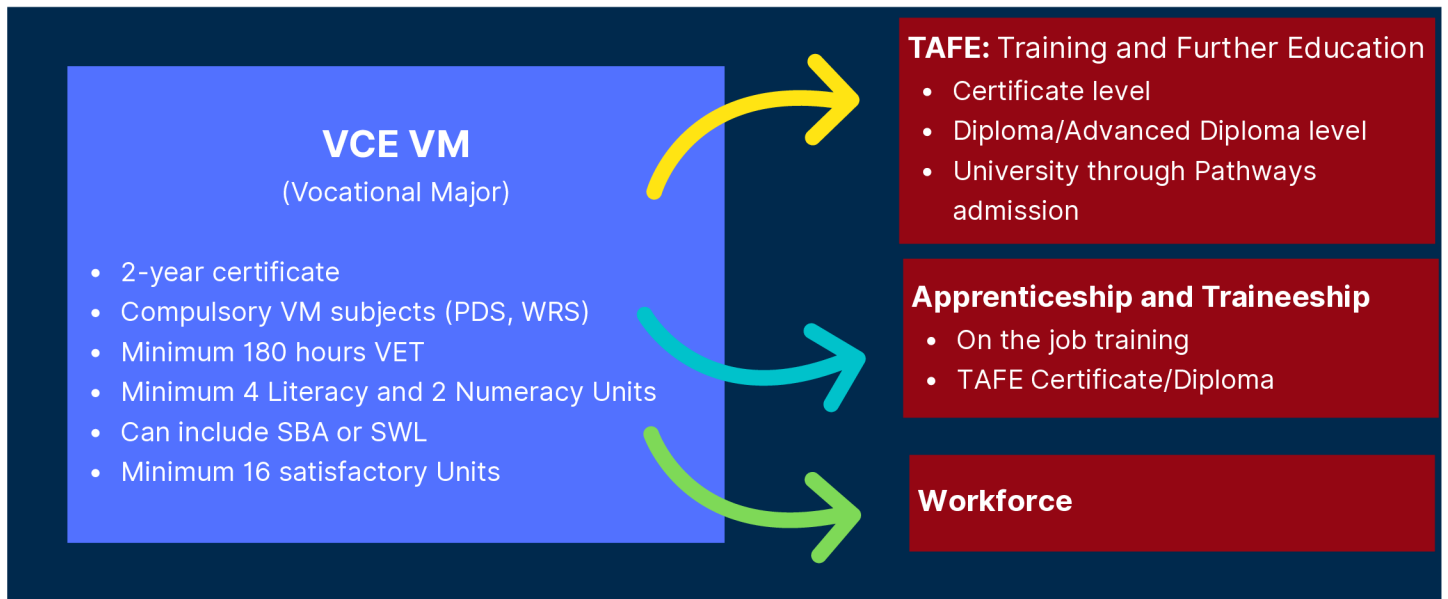 VCE VM
(Vocational Major)
• 2-year certificate
• Compulsory VM subjects (PDS, WRS)
• Minimum 180 hours VET
• Minimum 4 Literacy and 2 Numeracy Units
• Can include SBA or SWL
• Minimum 16 satisfactory Units
TAFE: Training and Further Education
• Certificate level
• Diploma/Advanced Diploma level
• University through Pathways
admission
Apprenticeship and Traineeship
• On the job training
• TAFE Certificate/Diploma
Workforce